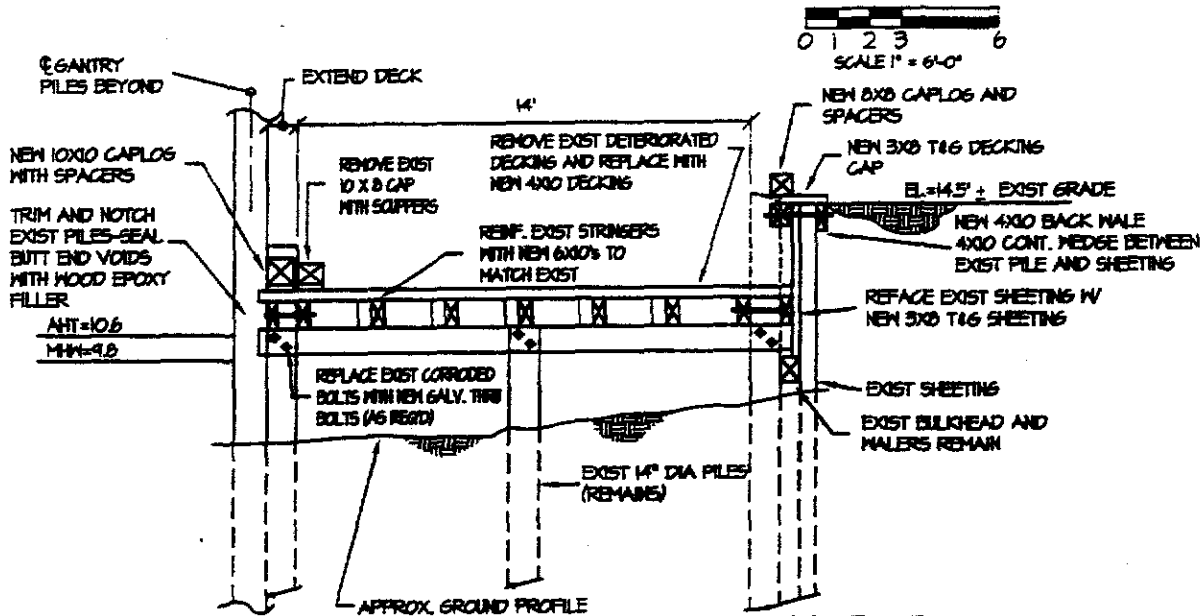 0 1 2 3 6
SCALE 1" = 6'-0"
℄ GANTRY
PILES BEYOND
EXTEND DECK
14'
NEW 10X10 CAPLOG
WITH SPACERS
REMOVE EXIST
10 X 8 CAP
WITH SCUPPERS
REMOVE EXIST DETERIORATED
DECKING AND REPLACE WITH
NEW 4X10 DECKING
NEW 8X8 CAPLOG AND
SPACERS
NEW 3X8 T&G DECKING
CAP
EL.=14.5' ± EXIST GRADE
TRIM AND NOTCH
EXIST PILES-SEAL
BUTT END VOIDS
WITH WOOD EPOXY
FILLER
REINF. EXIST STRINGERS
WITH NEW 6X10's TO
MATCH EXIST
NEW 4X10 BACK WALE
4X10 CONT. WEDGE BETWEEN
EXIST PILE AND SHEETING
REFACE EXIST SHEETING W/
NEW 3X8 T&G SHEETING
AHT=10.6
MHW=9.8
REPLACE EXIST CORRODED
BOLTS WITH NEW GALV. THRU
BOLTS (AS REQ'D)
EXIST SHEETING
EXIST BULKHEAD AND
WALERS REMAIN
EXIST 14" DIA PILES
(REMAINS)
APPROX. GROUND PROFILE